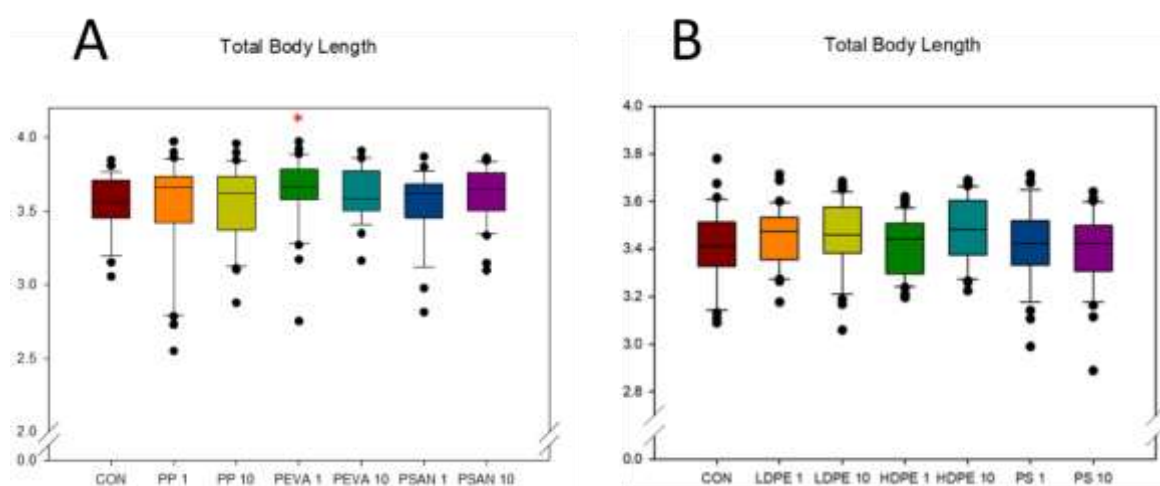 A
Total Body Length
*
4.0
3.5
3.0
2.5
2.0
0.0
CON PP 1 PP 10 PEVA 1 PEVA 10 PSAN 1 PSAN 10
B
Total Body Length
4.0
3.8
3.6
3.4
3.2
3.0
2.8
0.0
CON LDPE 1 LDPE 10 HDPE 1 HDPE 10 PS 1 PS 10